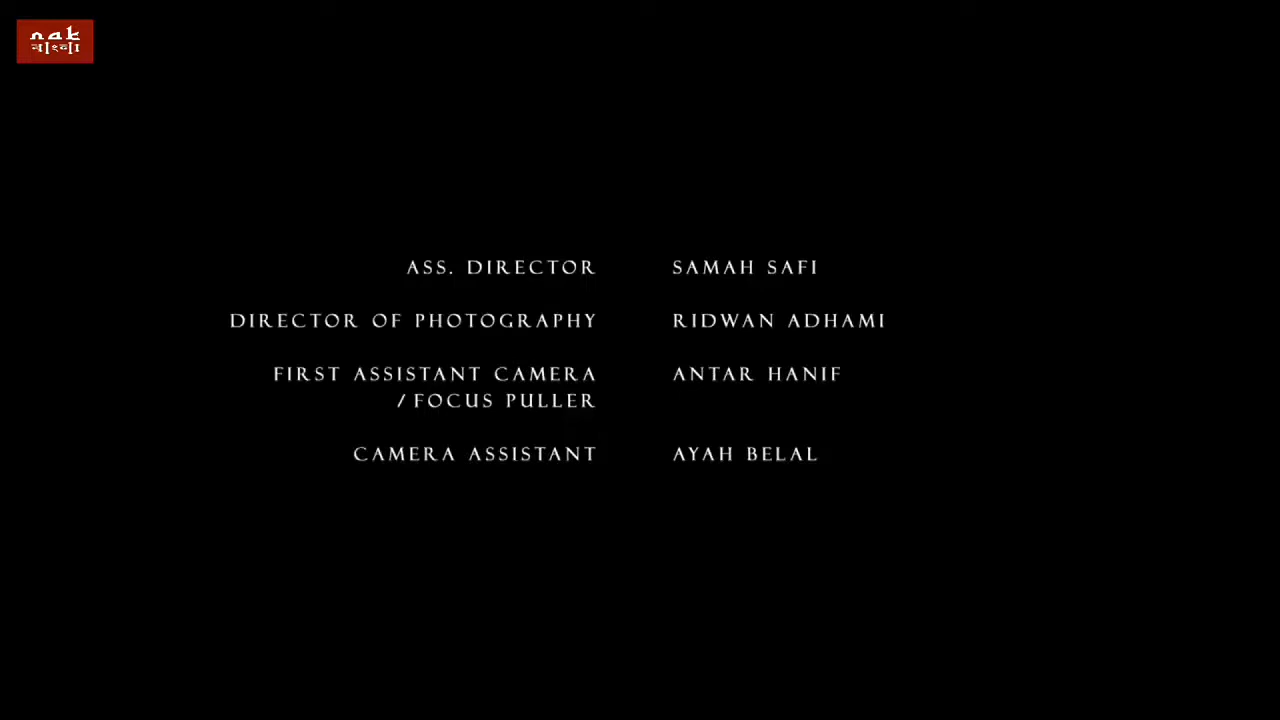 nak
বাংলা
ASS. DIRECTOR SAMAH SAFI
DIRECTOR OF PHOTOGRAPHY RIDWAN ADHAMI
FIRST ASSISTANT CAMERA ANTAR HANIF
/ FOCUS PULLER
CAMERA ASSISTANT AYAH BELAL